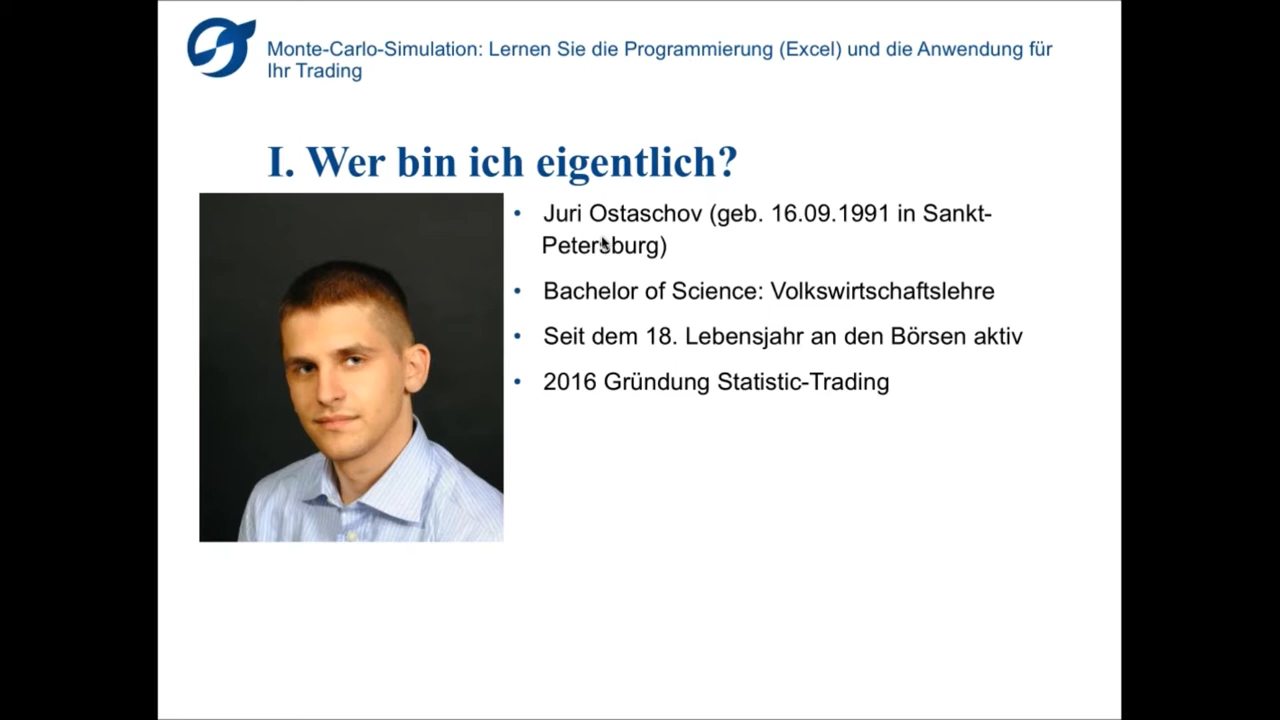 Monte-Carlo-Simulation: Lernen Sie die Programmierung (Excel) und die Anwendung für
Ihr Trading
I. Wer bin ich eigentlich?
• Juri Ostaschov (geb. 16.09.1991 in Sankt-
Petersburg)
• Bachelor of Science: Volkswirtschaftslehre
• Seit dem 18. Lebensjahr an den Börsen aktiv
• 2016 Gründung Statistic-Trading